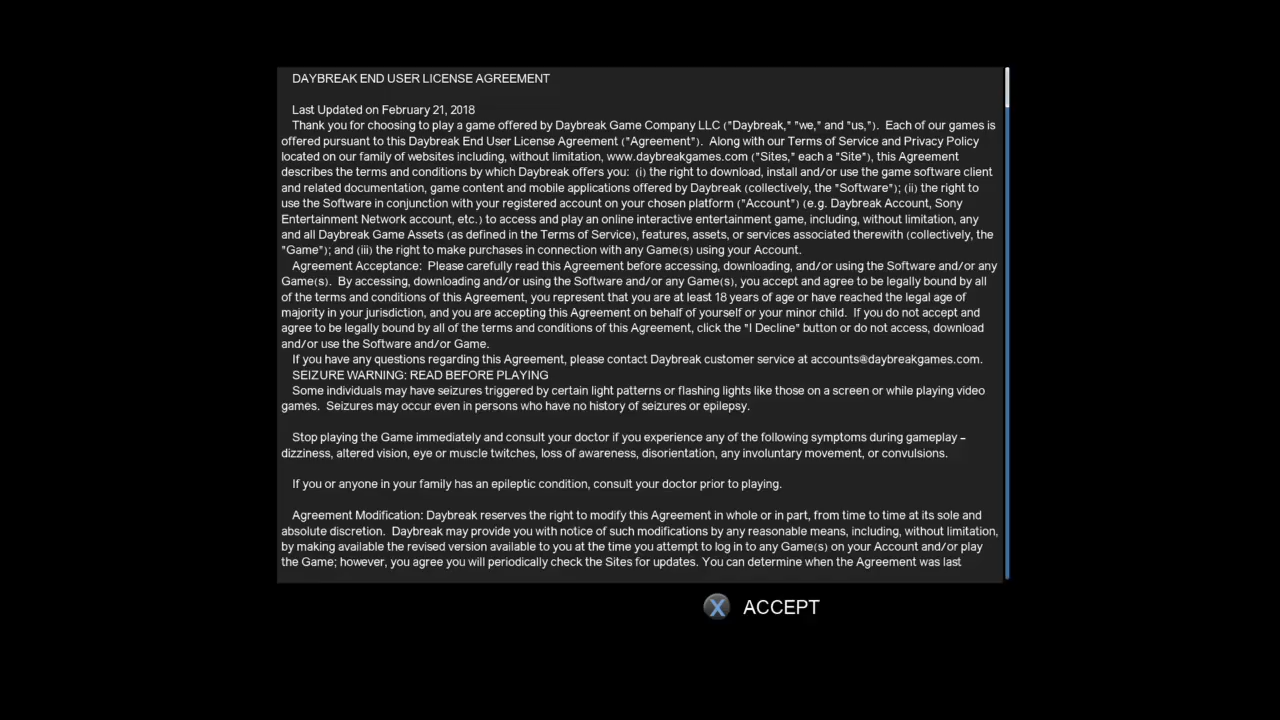 DAYBREAK END USER LICENSE AGREEMENT
Last Updated on February 21, 2018
Thank you for choosing to play a game offered by Daybreak Game Company LLC ("Daybreak," "we," and "us,").  Each of our games is
offered pursuant to this Daybreak End User License Agreement ("Agreement").  Along with our Terms of Service and Privacy Policy
located on our family of websites including, without limitation, www.daybreakgames.com ("Sites," each a "Site"), this Agreement
describes the terms and conditions by which Daybreak offers you:  (i) the right to download, install and/or use the game software client
and related documentation, game content and mobile applications offered by Daybreak (collectively, the "Software"); (ii) the right to
use the Software in conjunction with your registered account on your chosen platform ("Account") (e.g. Daybreak Account, Sony
Entertainment Network account, etc.) to access and play an online interactive entertainment game, including, without limitation, any
and all Daybreak Game Assets (as defined in the Terms of Service), features, assets, or services associated therewith (collectively, the
"Game"); and (iii) the right to make purchases in connection with any Game(s) using your Account.
Agreement Acceptance:  Please carefully read this Agreement before accessing, downloading, and/or using the Software and/or any
Game(s).  By accessing, downloading and/or using the Software and/or any Game(s), you accept and agree to be legally bound by all
of the terms and conditions of this Agreement, you represent that you are at least 18 years of age or have reached the legal age of
majority in your jurisdiction, and you are accepting this Agreement on behalf of yourself or your minor child.  If you do not accept and
agree to be legally bound by all of the terms and conditions of this Agreement, click the "I Decline" button or do not access, download
and/or use the Software and/or Game.
If you have any questions regarding this Agreement, please contact Daybreak customer service at accounts@daybreakgames.com.
SEIZURE WARNING: READ BEFORE PLAYING
Some individuals may have seizures triggered by certain light patterns or flashing lights like those on a screen or while playing video
games.  Seizures may occur even in persons who have no history of seizures or epilepsy.
Stop playing the Game immediately and consult your doctor if you experience any of the following symptoms during gameplay –
dizziness, altered vision, eye or muscle twitches, loss of awareness, disorientation, any involuntary movement, or convulsions.
If you or anyone in your family has an epileptic condition, consult your doctor prior to playing.
Agreement Modification: Daybreak reserves the right to modify this Agreement in whole or in part, from time to time at its sole and
absolute discretion.  Daybreak may provide you with notice of such modifications by any reasonable means, including, without limitation,
by making available the revised version available to you at the time you attempt to log in to any Game(s) on your Account and/or play
the Game; however, you agree you will periodically check the Sites for updates. You can determine when the Agreement was last
X ACCEPT